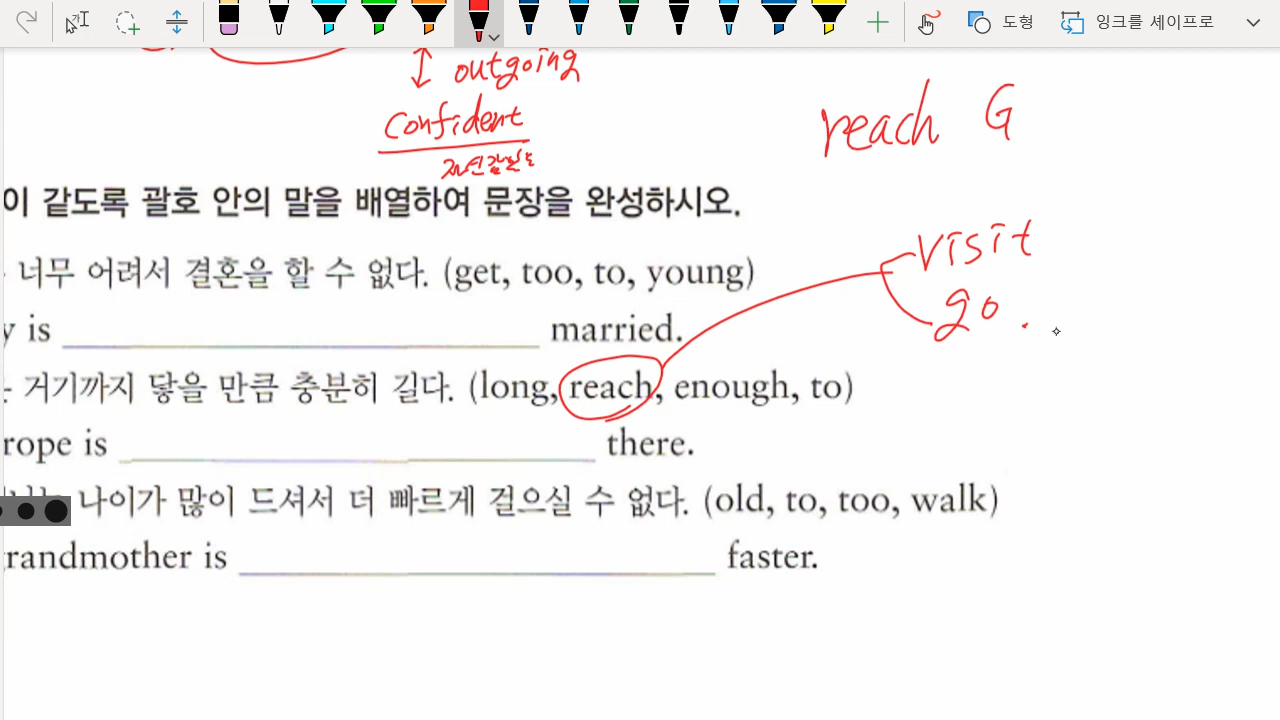 도형 잉크를 셰이프로
outgoing
confident
reach G
이 같도록 괄호 안의 말을 배열하여 문장을 완성하시오.
visit
너무 어려서 결혼을 할 수 없다. (get, too, to, young)
go.
y is married.
거기까지 닿을 만큼 충분히 길다. (long, reach, enough, to)
rope is there.
나이가 많이 드셔서 더 빠르게 걸으실 수 없다. (old, to, too, walk)
grandmother is faster.